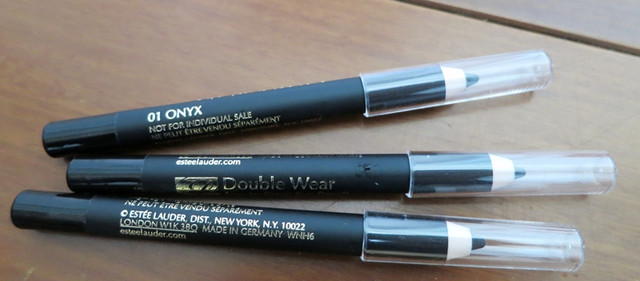 01 ONYX
NOT FOR INDIVIDUAL SALE
NE PEUT ÊTRE VENDU SÉPARÉMENT
esteelauder.com
Double Wear
NE PEUT ÊTRE VENDU SÉPARÉMENT
© ESTÉE LAUDER, DIST. NEW YORK, N.Y. 10022
LONDON W1K 3BQ MADE IN GERMANY WNH6
esteelauder.com